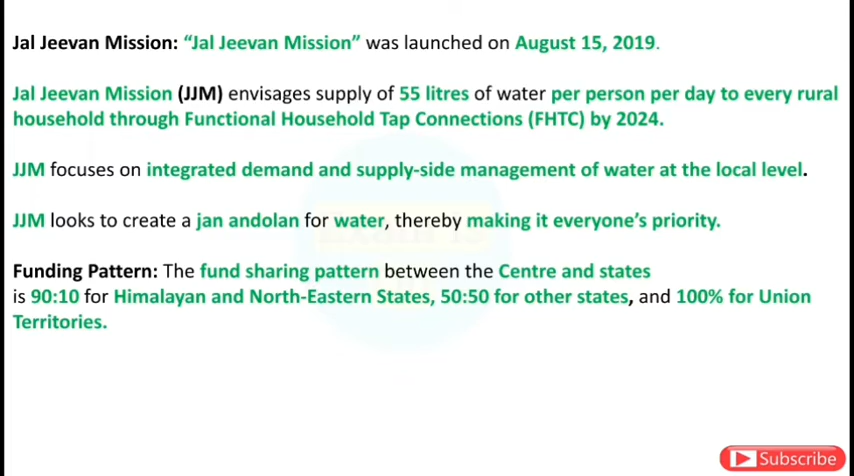 Jal Jeevan Mission: “Jal Jeevan Mission” was launched on August 15, 2019.
Jal Jeevan Mission (JJM) envisages supply of 55 litres of water per person per day to every rural
household through Functional Household Tap Connections (FHTC) by 2024.
JJM focuses on integrated demand and supply-side management of water at the local level.
JJM looks to create a jan andolan for water, thereby making it everyone’s priority.
Funding Pattern: The fund sharing pattern between the Centre and states
is 90:10 for Himalayan and North-Eastern States, 50:50 for other states, and 100% for Union
Territories.
Subscribe